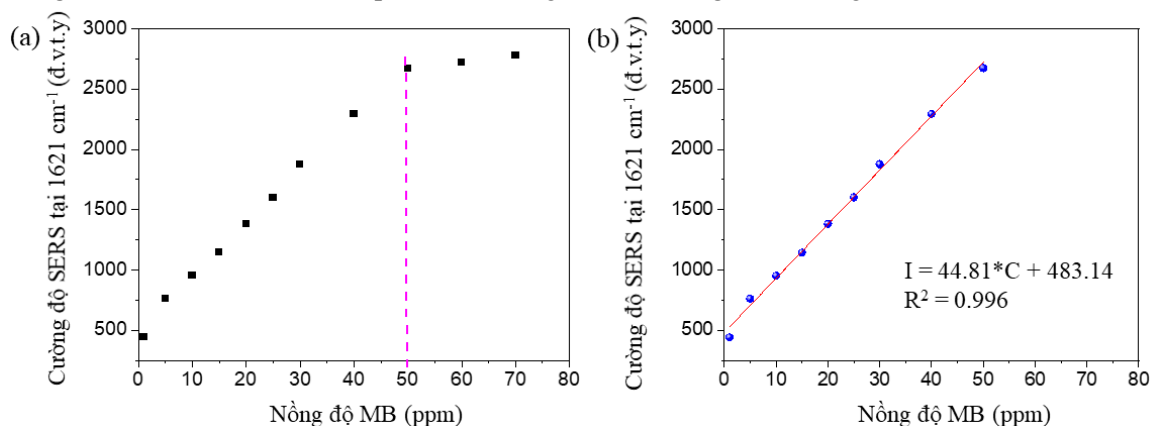 (a)
Cường độ SERS tại 1621 cm⁻¹ (đ.v.t.y)
3000
2500
2000
1500
1000
500
0 10 20 30 40 50 60 70 80
Nồng độ MB (ppm)
(b)
Cường độ SERS tại 1621 cm⁻¹ (đ.v.t.y)
3000
2500
2000
1500
1000
500
I = 44.81*C + 483.14
R² = 0.996
0 10 20 30 40 50 60 70 80
Nồng độ MB (ppm)